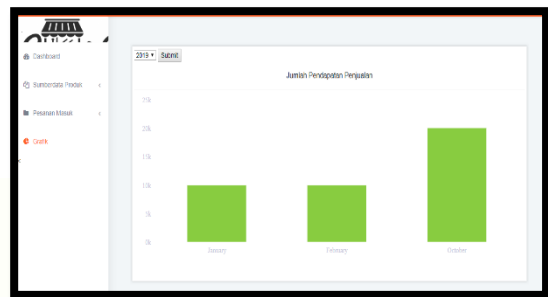 Dashboard
Sumberdata Produk
Pesanan Masuk
Grafik
2019 Submit
Jumlah Pendapatan Penjualan
25k
20k
15k
10k
5k
0k
January February October